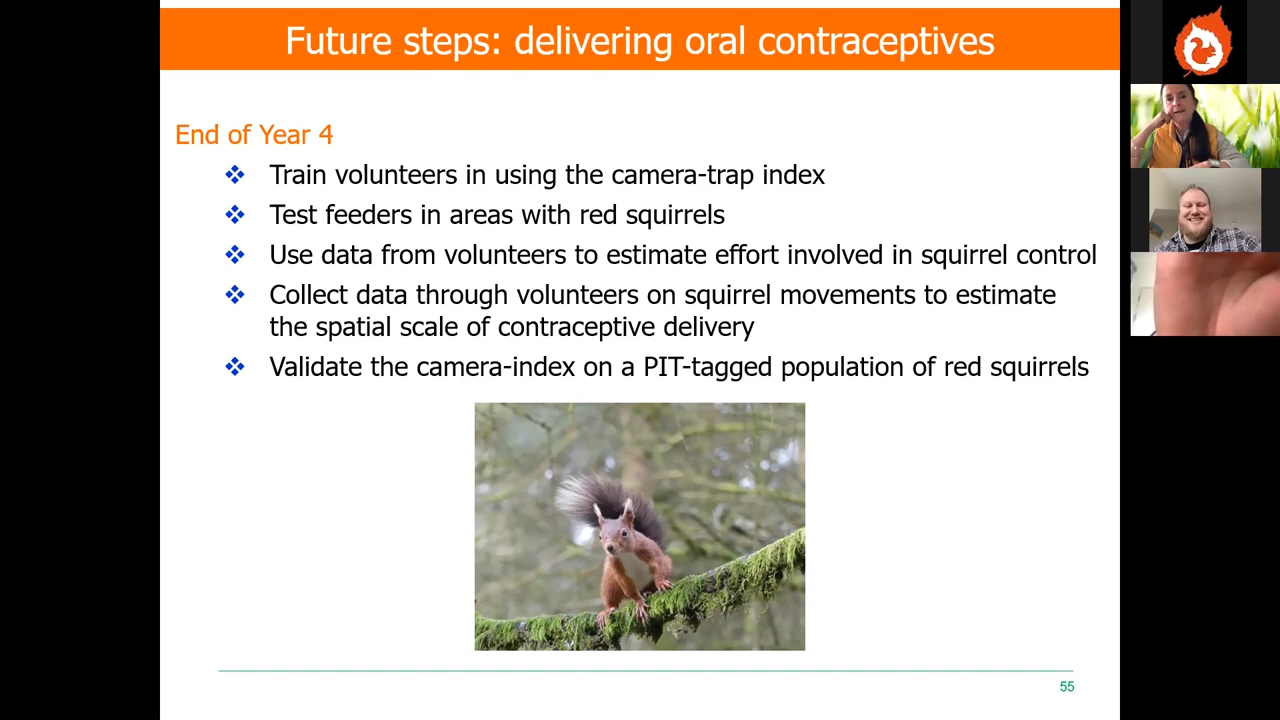 Future steps: delivering oral contraceptives
End of Year 4
Train volunteers in using the camera-trap index
Test feeders in areas with red squirrels
Use data from volunteers to estimate effort involved in squirrel control
Collect data through volunteers on squirrel movements to estimate
the spatial scale of contraceptive delivery
Validate the camera-index on a PIT-tagged population of red squirrels
55